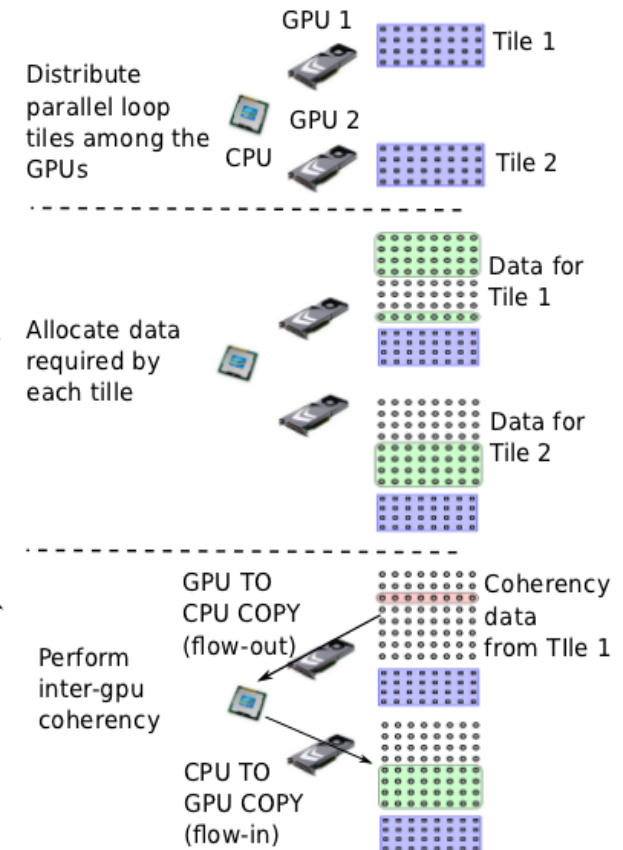 GPU 1
Tile 1
Distribute
parallel loop
tiles among the
GPUs
GPU 2
CPU
Tile 2
Data for
Tile 1
Allocate data
required by
each tille
Data for
Tile 2
GPU TO
CPU COPY
(flow-out)
Coherency
data
from TIle 1
Perform
inter-gpu
coherency
CPU TO
GPU COPY
(flow-in)